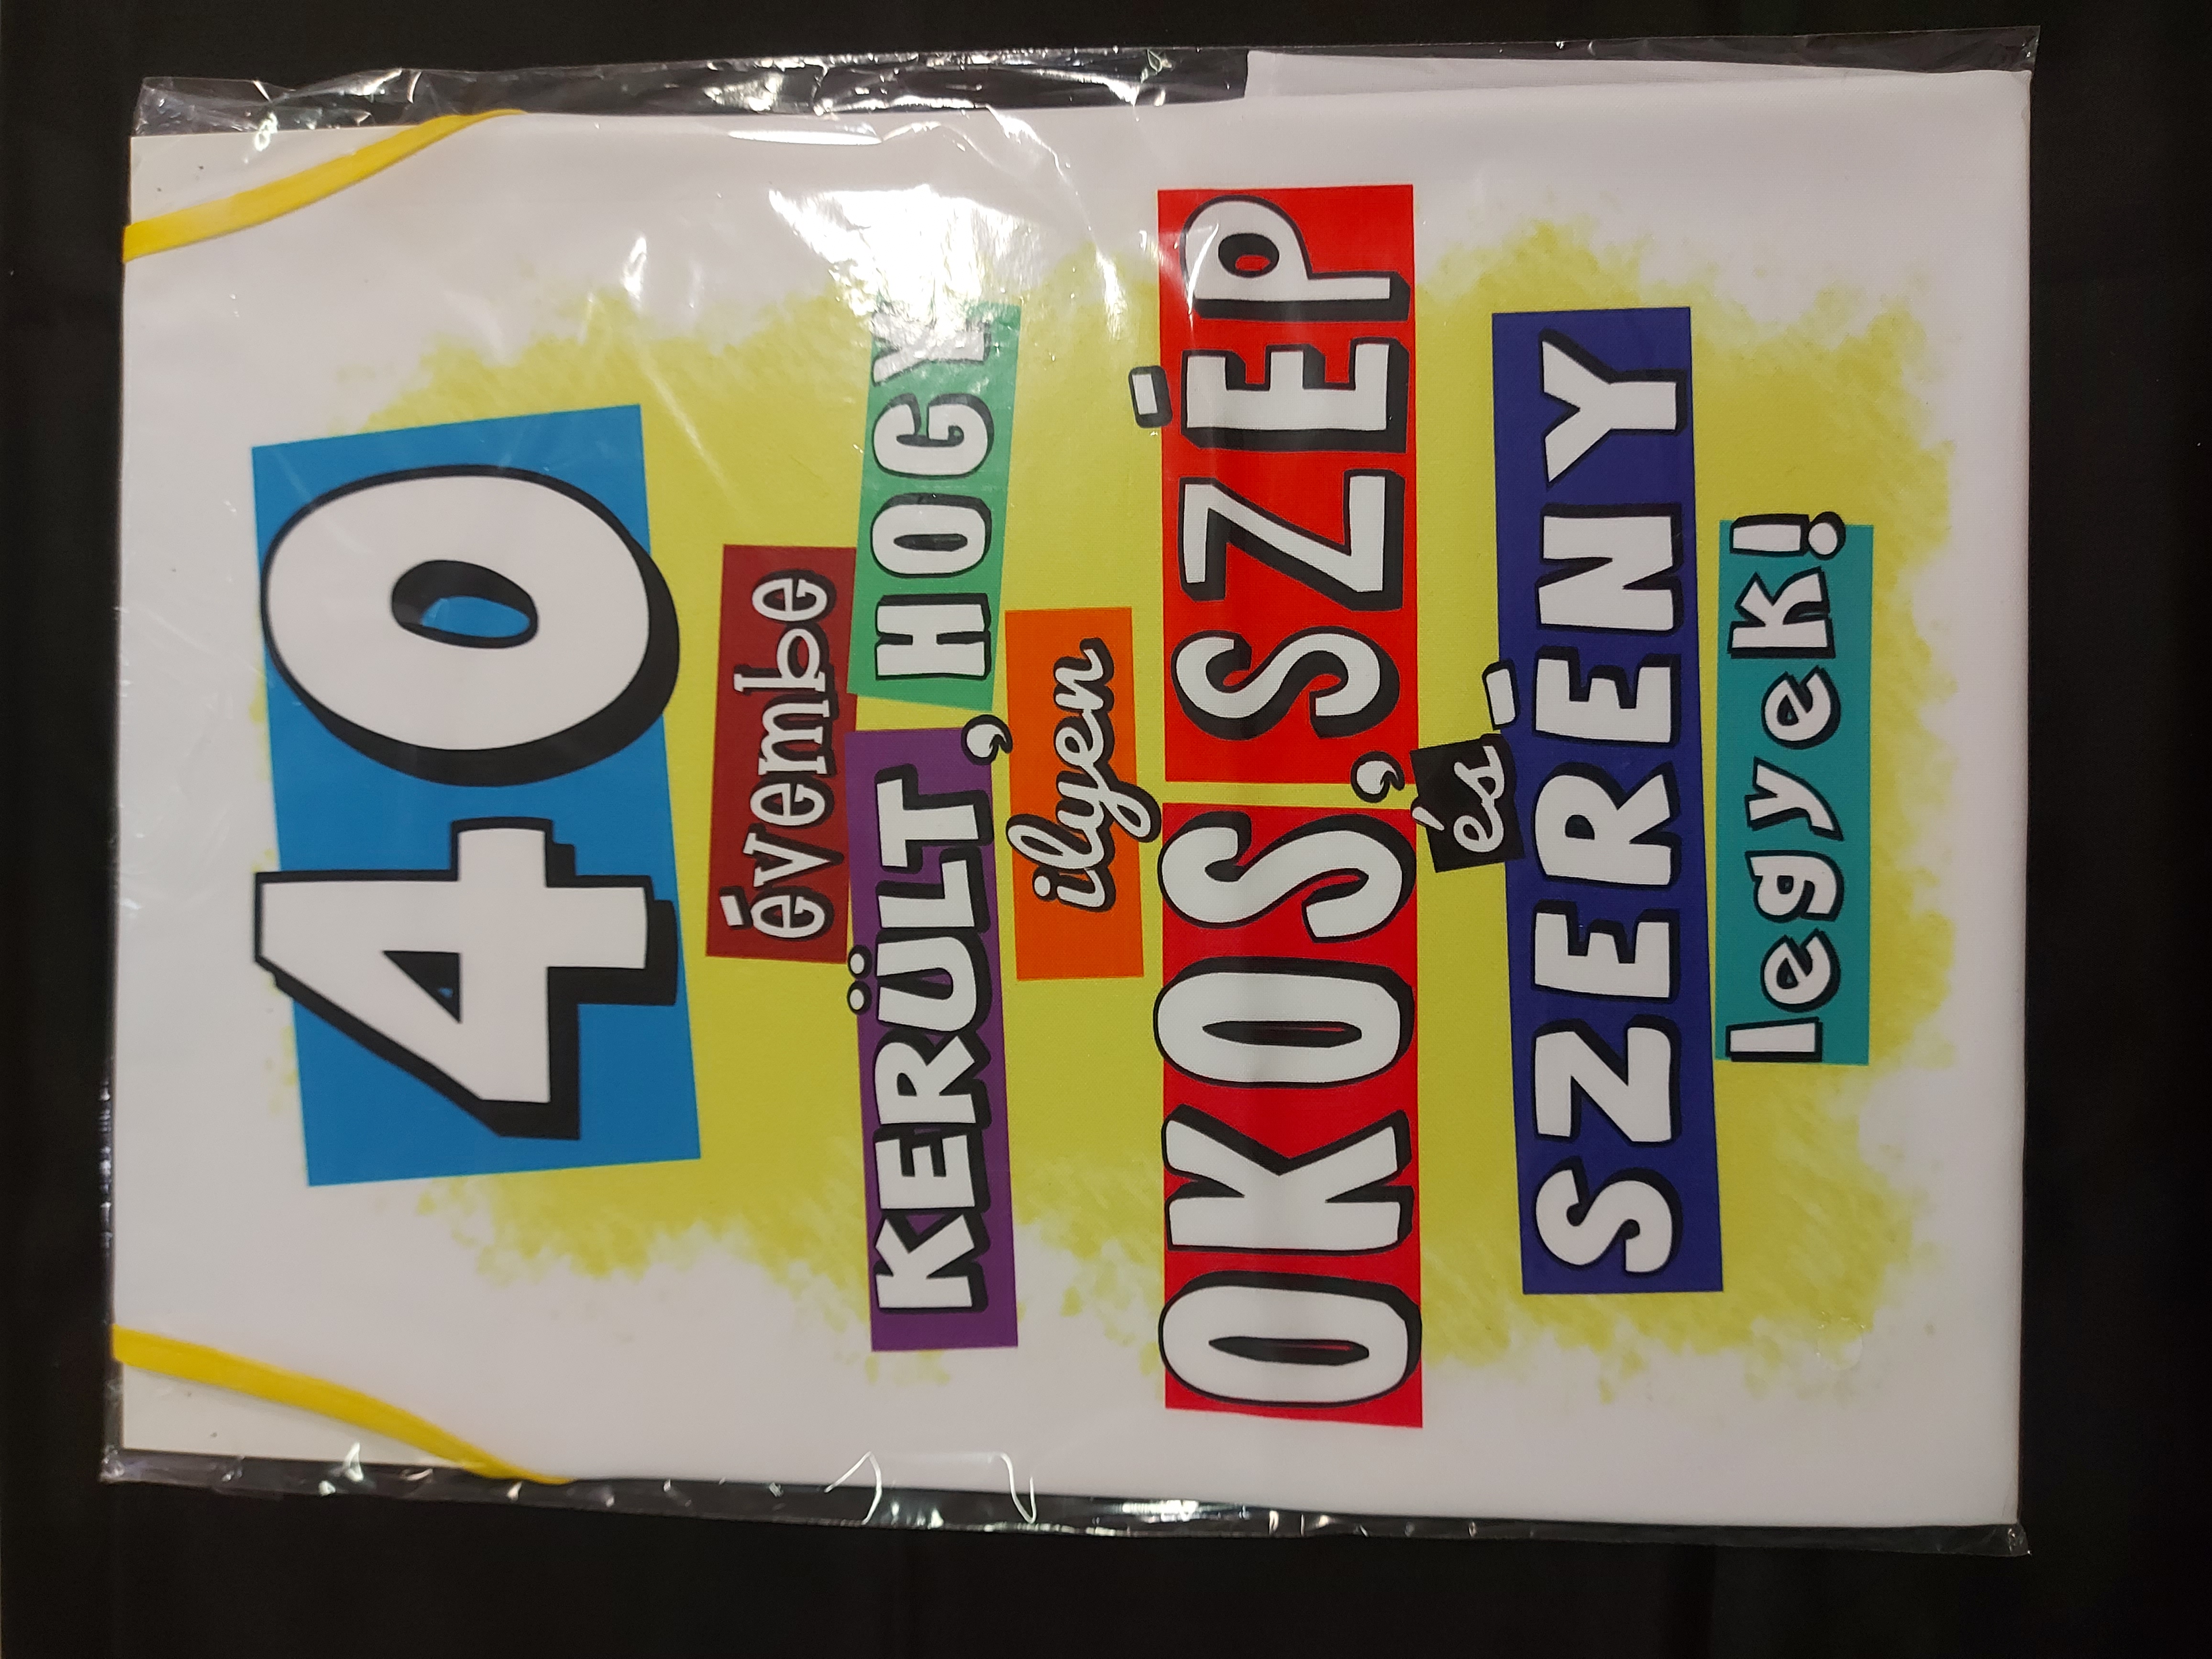 40
évembe
KERÜLT, HOGY
ilyen
OKOS, SZÉP
és
SZERÉNY
legyek!